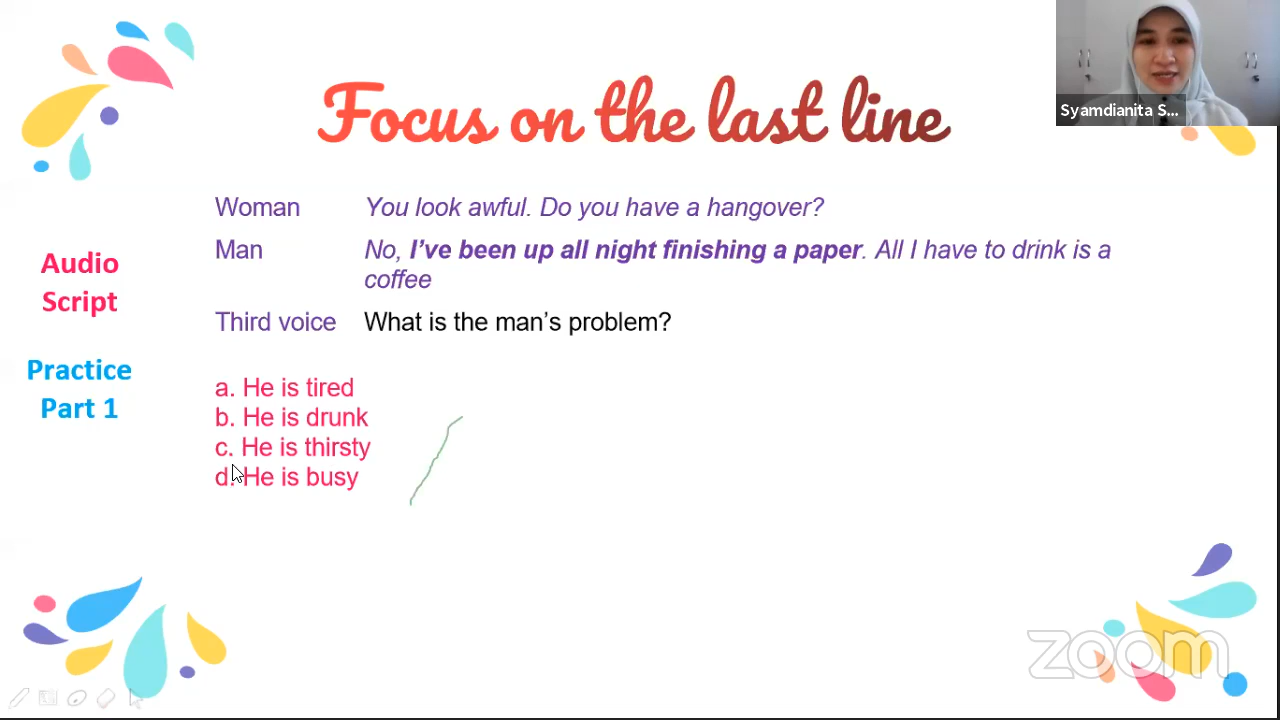 Focus on the last line
Syamdianita S...
Woman You look awful. Do you have a hangover?
Man No, I've been up all night finishing a paper. All I have to drink is a
coffee
Third voice What is the man's problem?
Audio
Script
Practice
Part 1
a. He is tired
b. He is drunk
c. He is thirsty
d. He is busy
zoom